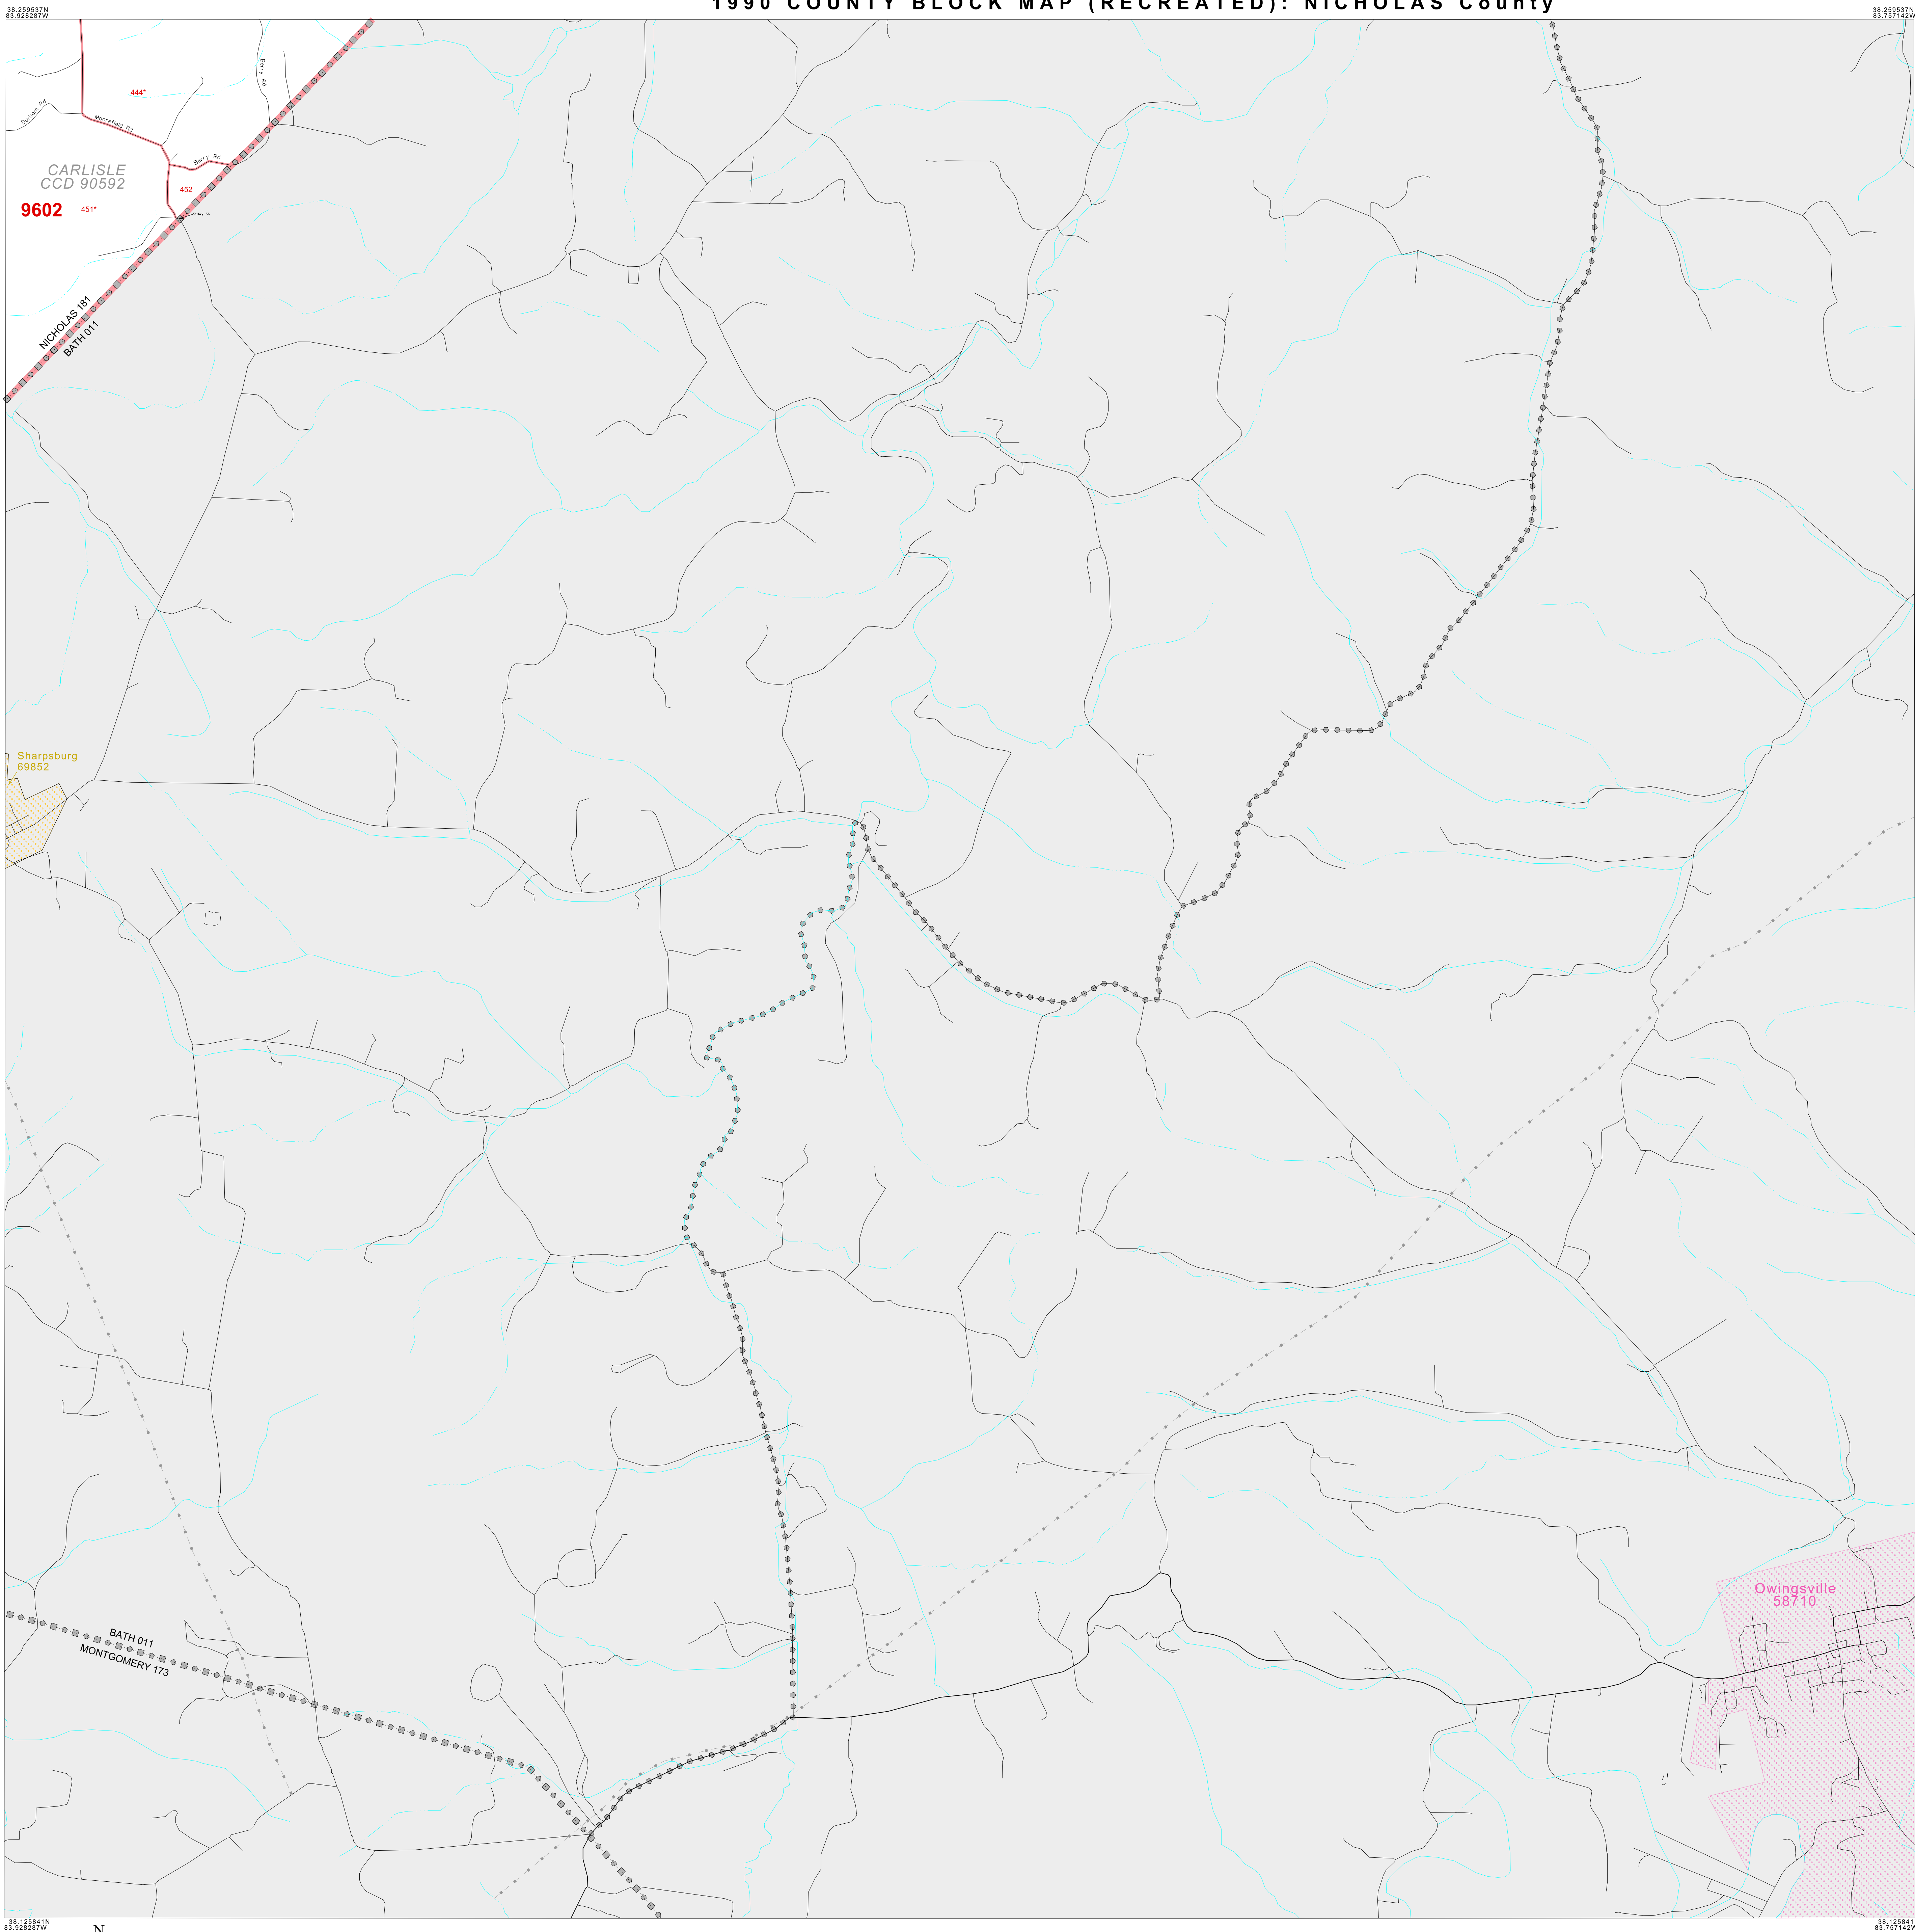 1990 COUNTY BLOCK MAP (RECREATED): NICHOLAS County
38.259537N
83.928287W
38.259537N
83.757142W
Berry Rd
444*
Durham Rd
Moorefield Rd
Berry Rd
CARLISLE
CCD 90592
452
9602
451*
NICHOLAS 181
BATH 011
Sharpsburg
69852
Owingsville
58710
BATH 011
MONTGOMERY 173
38.125841N
83.928287W
N
38.125841
83.757142W